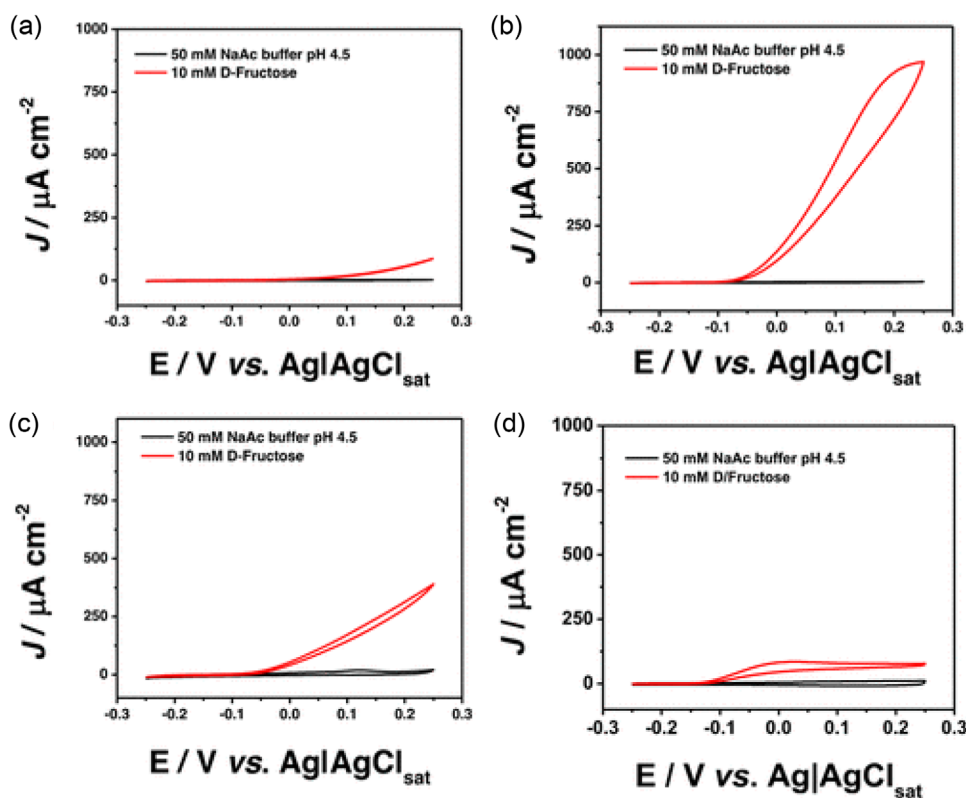 (a)
1000
750
500
250
0
J / µA cm-2
50 mM NaAc buffer pH 4.5
10 mM D-Fructose
-0.3 -0.2 -0.1 0.0 0.1 0.2 0.3
E / V vs. Ag|AgClsat
(b)
1000
750
500
250
0
J / µA cm-2
50 mM NaAc buffer pH 4.5
10 mM D-Fructose
-0.3 -0.2 -0.1 0.0 0.1 0.2 0.3
E / V vs. Ag|AgClsat
(c)
1000
750
500
250
0
J / µA cm-2
50 mM NaAc buffer pH 4.5
10 mM D-Fructose
-0.3 -0.2 -0.1 0.0 0.1 0.2 0.3
E / V vs. Ag|AgClsat
(d)
1000
750
500
250
0
J / µA cm-2
50 mM NaAc buffer pH 4.5
10 mM D/Fructose
-0.3 -0.2 -0.1 0.0 0.1 0.2 0.3
E / V vs. Ag|AgClsat